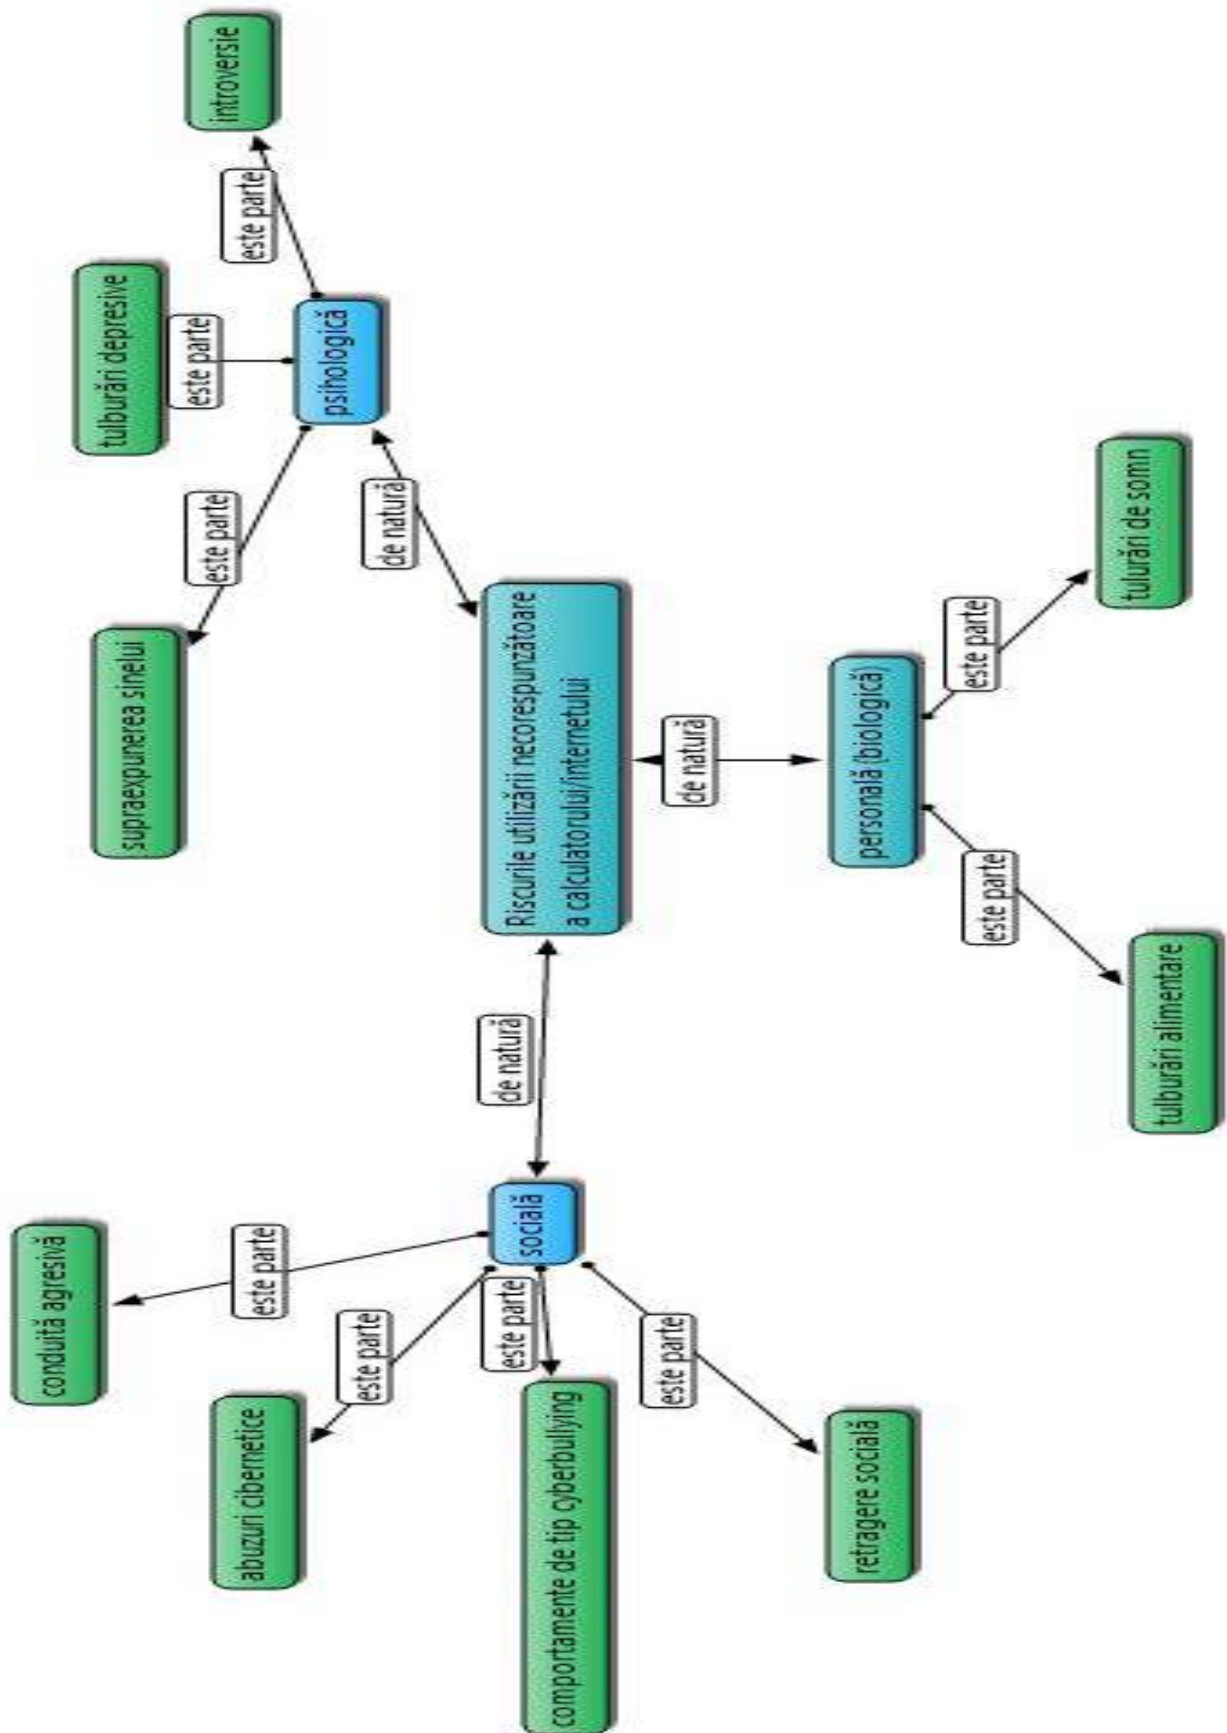 conduită agresivă
este parte
abuzuri cibernetice
este parte
comportamente de tip cyberbullying
este parte
retragere socială
este parte
socială
de natură
Riscurile utilizării necorespunzătoare
a calculatorului/internetului
de natură
psihologică
este parte
supraexpunerea sinelui
este parte
tulburări depresive
este parte
introversie
de natură
personală (biologică)
este parte
tulburări alimentare
este parte
tulurări de somn